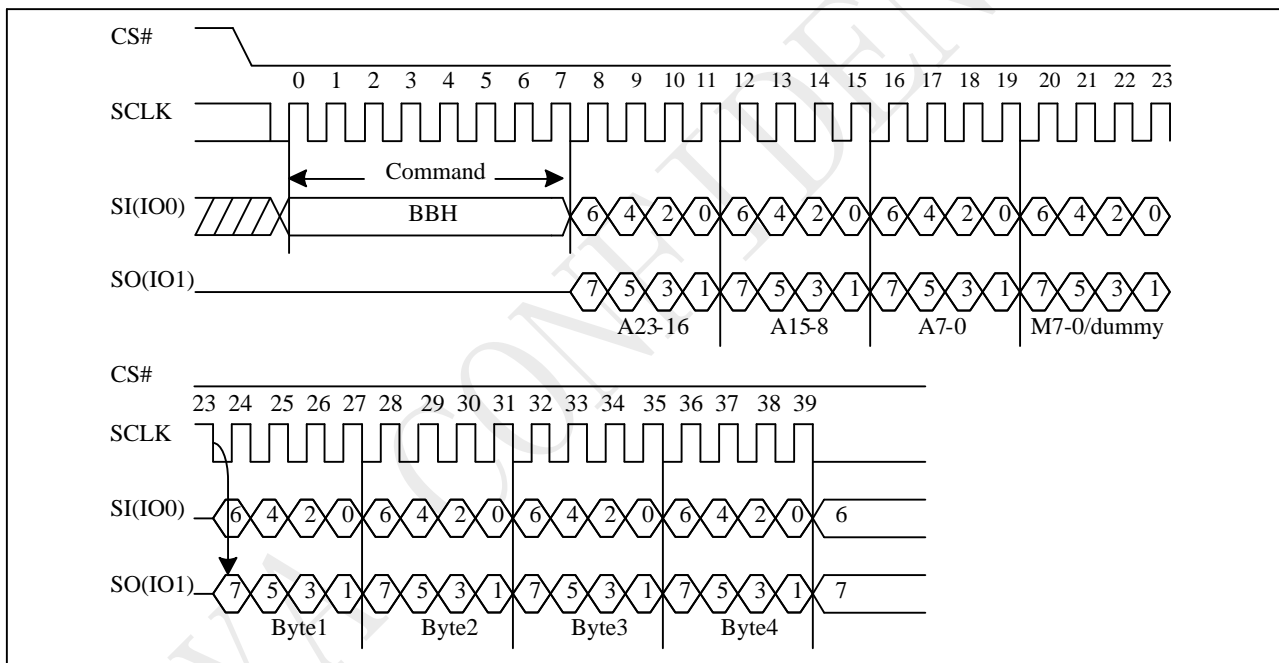 CS#
0 1 2 3 4 5 6 7 8 9 10 11 12 13 14 15 16 17 18 19 20 21 22 23
SCLK
Command
SI(IO0) BBH 6 4 2 0 6 4 2 0 6 4 2 0 6 4 2 0
SO(IO1) 7 5 3 1 7 5 3 1 7 5 3 1 7 5 3 1
A23-16 A15-8 A7-0 M7-0/dummy
CS#
23 24 25 26 27 28 29 30 31 32 33 34 35 36 37 38 39
SCLK
SI(IO0) 6 4 2 0 6 4 2 0 6 4 2 0 6 4 2 0 6
SO(IO1) 7 5 3 1 7 5 3 1 7 5 3 1 7 5 3 1 7
Byte1 Byte2 Byte3 Byte4